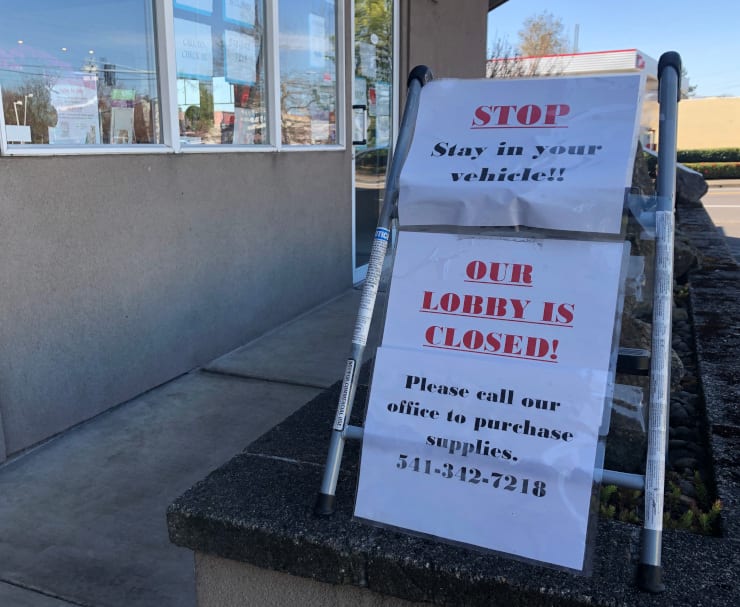 STOP
Stay in your
vehicle!!
OUR
LOBBY IS
CLOSED!
Please call our
office to purchase
supplies.
541-342-7218